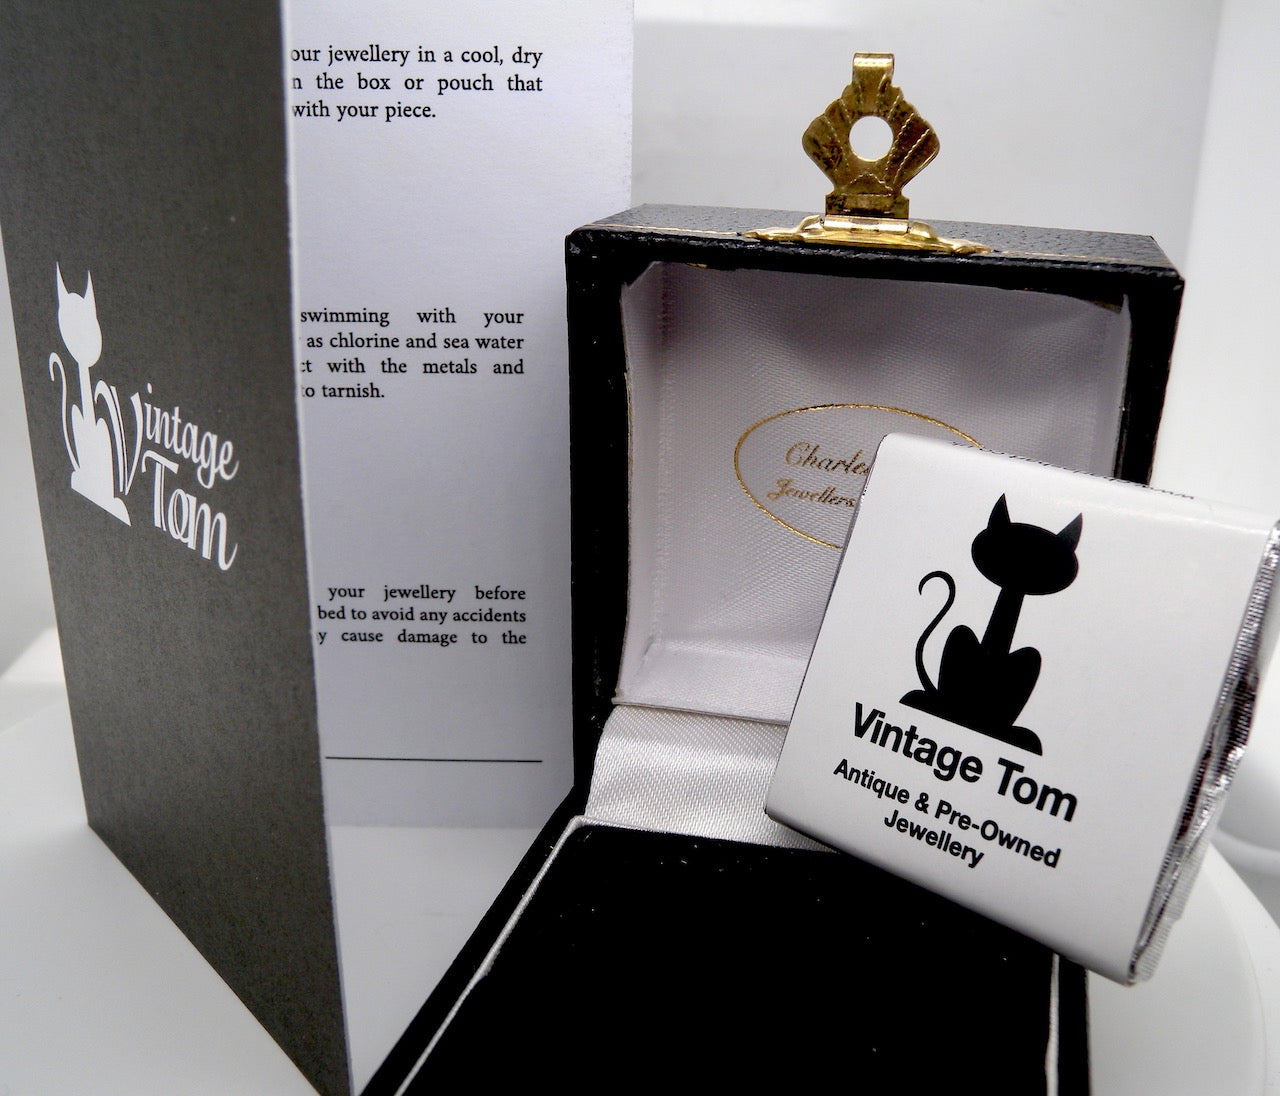 our jewellery in a cool, dry
the box or pouch that
with your piece.
swimming with your
as chlorine and sea water
with the metals and
to tarnish.
your jewellery before
bed to avoid any accidents
cause damage to the
Vintage
Tom
Jewellers
Vintage Tom
Antique & Pre-Owned
Jewellery